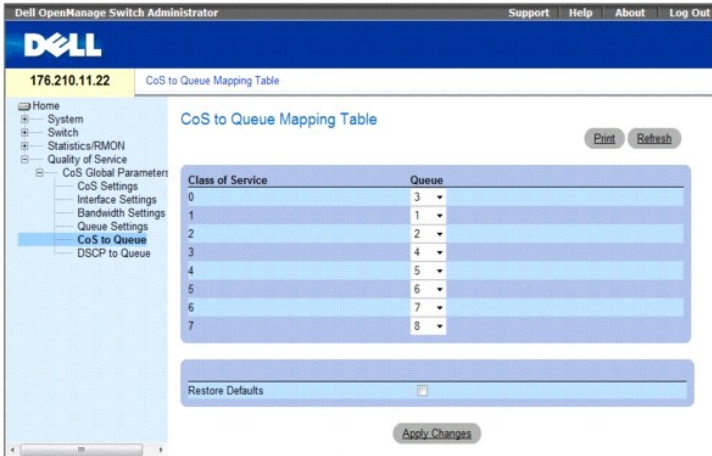 Dell OpenManage Switch Administrator
Support Help About Log Out
DELL
176.210.11.22
CoS to Queue Mapping Table
Home
System
Switch
Statistics/RMON
Quality of Service
CoS Global Parameters
CoS Settings
Interface Settings
Bandwidth Settings
Queue Settings
CoS to Queue
DSCP to Queue
CoS to Queue Mapping Table
Print Refresh
Class of Service Queue
0 3
1 1
2 2
3 4
4 5
5 6
6 7
7 8
Restore Defaults
Apply Changes